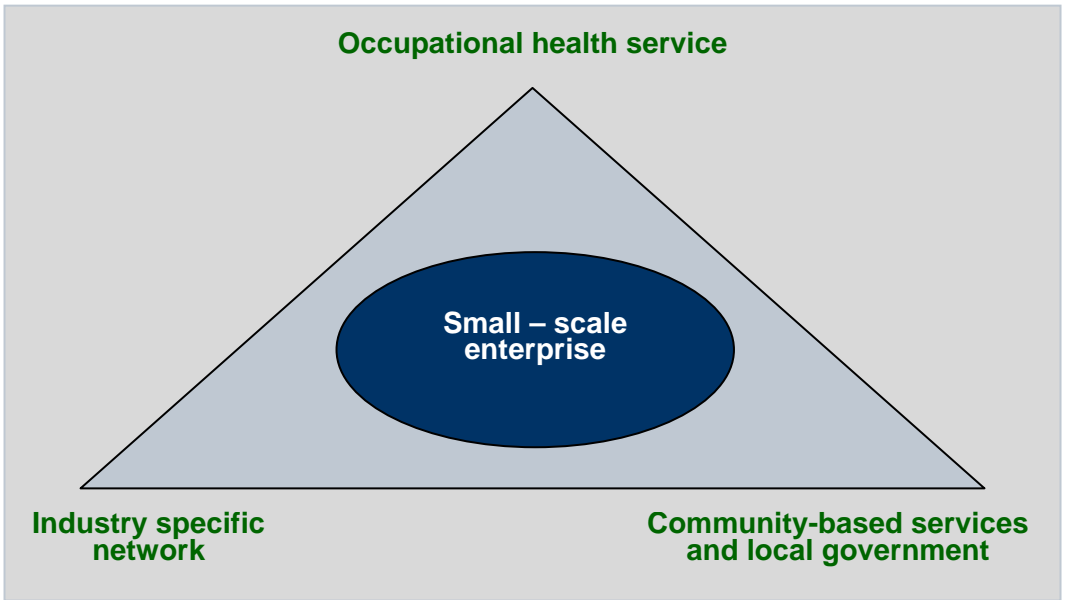 Occupational health service
Small – scale
enterprise
Industry specific
network
Community-based services
and local government